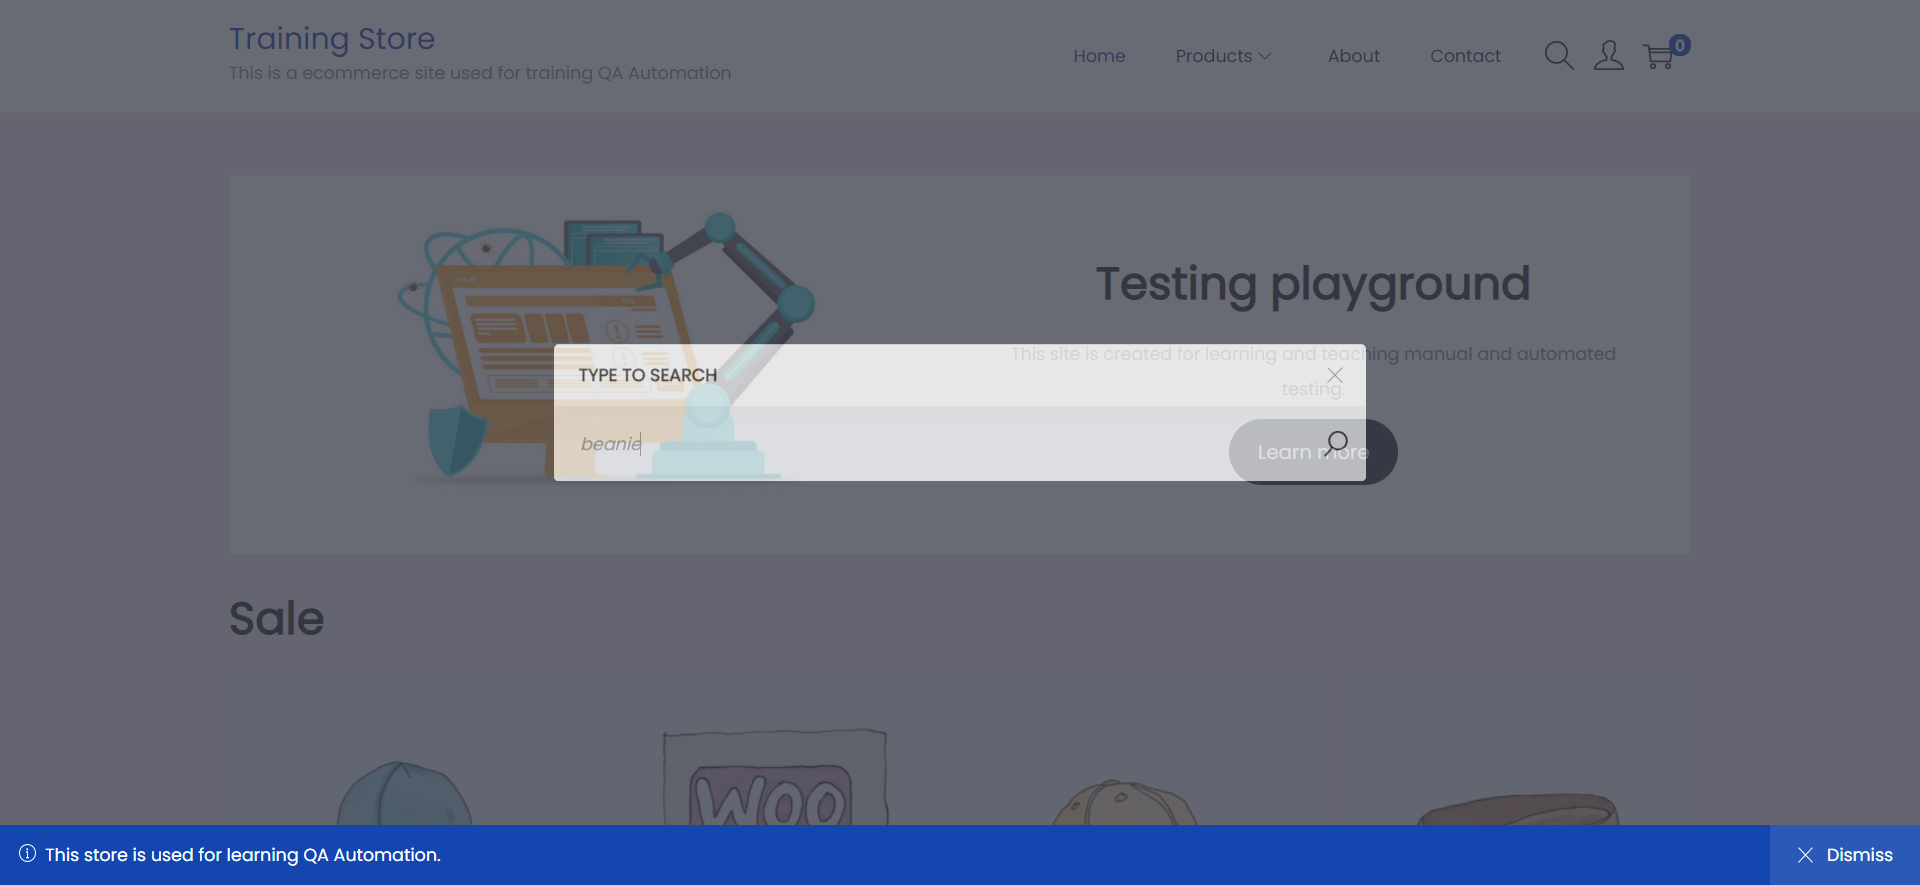 Training Store
This is a ecommerce site used for training QA Automation
Home
Products
About
Contact
0
Testing playground
This site is created for learning and teaching manual and automated
testing.
TYPE TO SEARCH
beanie
Learn more
Sale
WOO
This store is used for learning QA Automation.
Dismiss